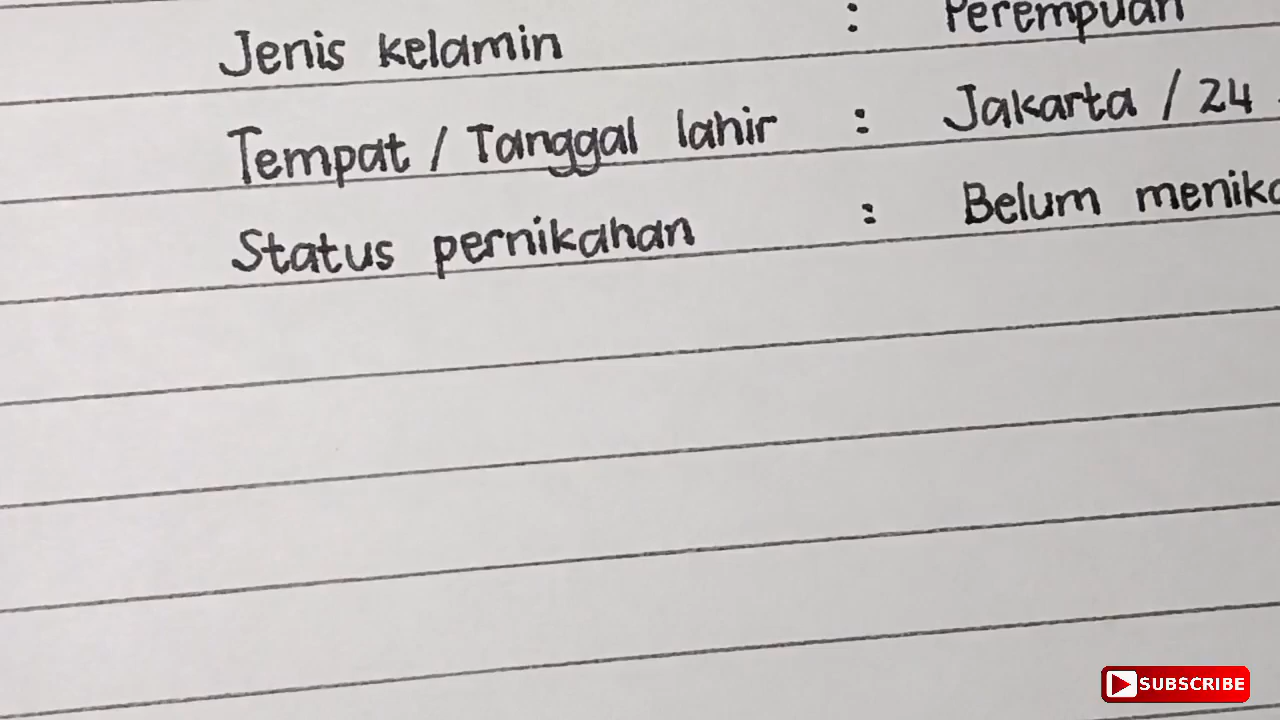 Jenis kelamin : Perempuan
Tempat / Tanggal lahir : Jakarta / 24
Status pernikahan : Belum
SUBSCRIBE